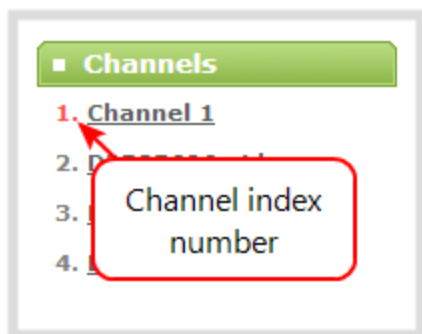 Channels
1. Channel 1
2.
3.
4.
Channel index
number